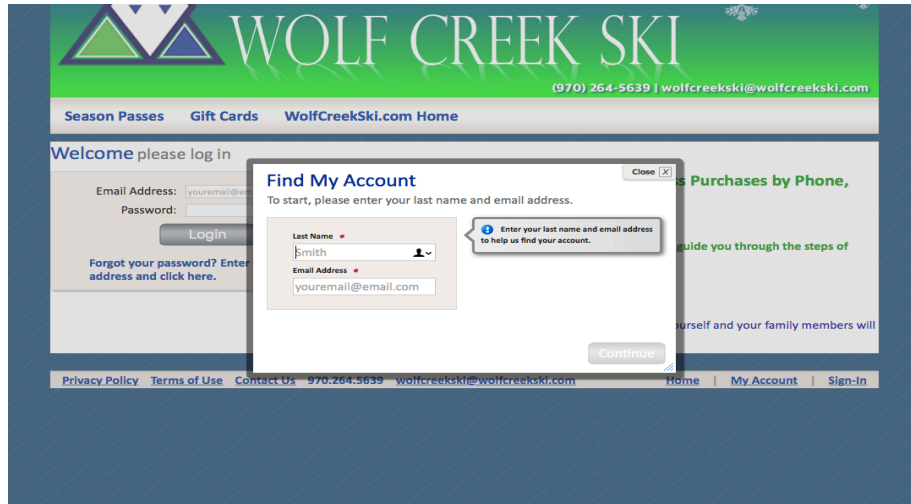 WOLF CREEK SKI
(970) 264-5639 | wolfcreekski@wolfcreekski.com
Season Passes Gift Cards WolfCreekSki.com Home
Welcome please log in
Email Address:
Password:
Login
Forgot your password? Enter
address and click here.
Purchases by Phone,
guide you through the steps of
and your family members will
Close X
Find My Account
To start, please enter your last name and email address.
Last Name *
Smith
Email Address *
youremail@email.com
Enter your last name and email address
to help us find your account.
Continue
Privacy Policy Terms of Use Contact Us 970.264.5639 wolfcreekski@wolfcreekski.com Home | My Account | Sign-In